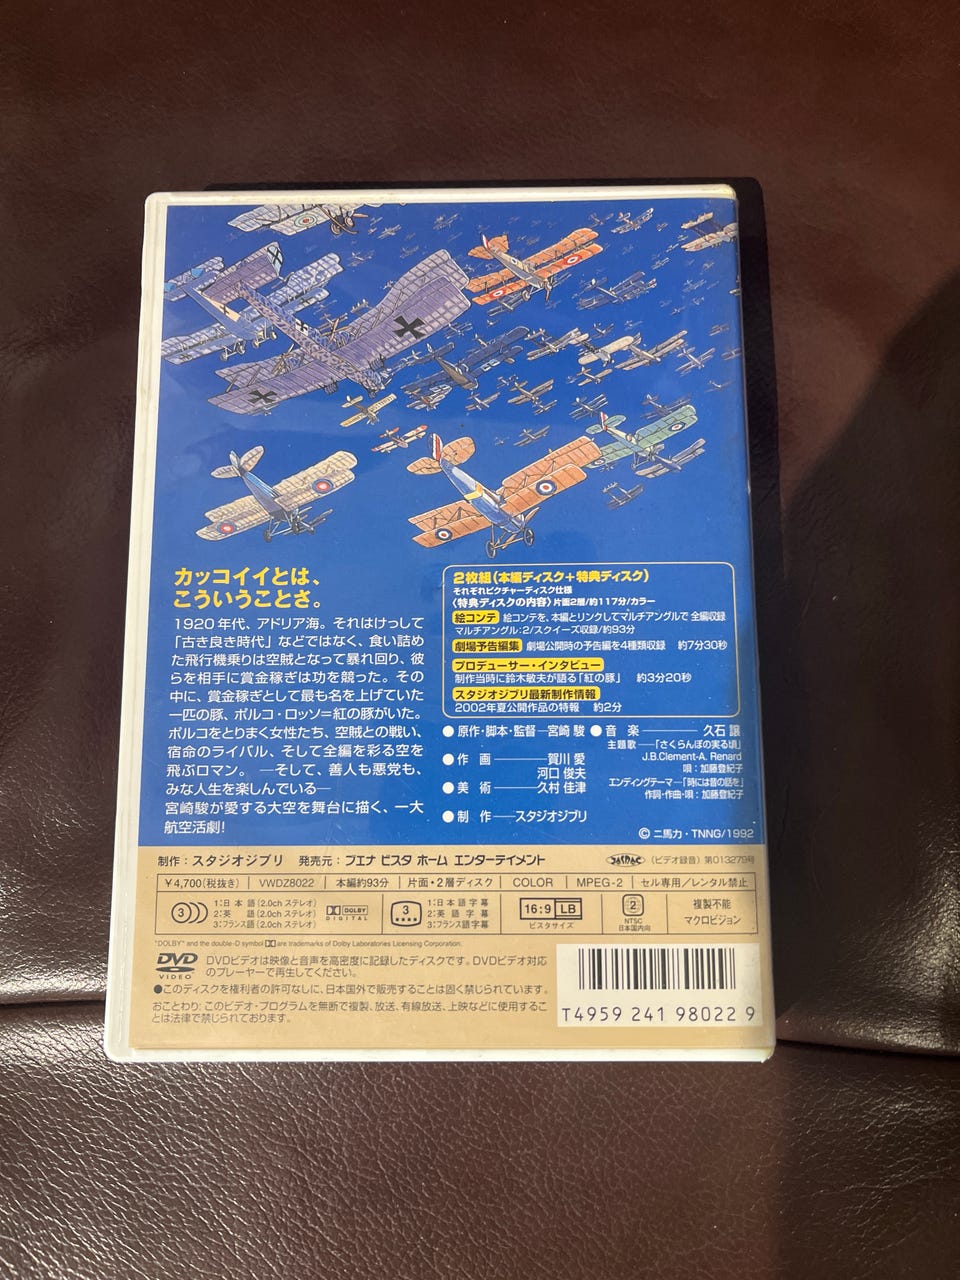 カッコイイとは、
こういうことさ。
1920年代、アドリア海。それはけっして
「古き良き時代」などではなく、食い詰め
た飛行機乗りは空賊となって暴れ回り、彼
らを相手に賞金稼ぎは功を競った。その
中に、賞金稼ぎとして最も名を上げていた
一匹の豚、ポルコ・ロッソ=紅の豚がいた。
ポルコをとりまく女性たち、空賊との戦い、
宿命のライバル、そして全編を彩る空を
飛ぶロマン。 ―そして、善人も悪党も、
みな人生を楽しんでいる―
宮崎駿が愛する大空を舞台に描く、一大
航空活劇!
2枚組(本編ディスク+特典ディスク)
それぞれピクチャーディスク仕様
〈特典ディスクの内容〉片面2層/約117分/カラー
絵コンテ 絵コンテを、本編とリンクしてマルチアングルで 全編収録
マルチアングル:2/スクイーズ収録/約93分
劇場予告編集 劇場公開時の予告編を4種類収録 約7分30秒
プロデューサー・インタビュー
制作当時に鈴木敏夫が語る「紅の豚」 約3分20秒
スタジオジブリ最新制作情報
2002年夏公開作品の特報 約2分
●原作・脚本・監督―宮崎 駿
●作 画――賀川 愛
河口 俊夫
●美 術――久村 佳津
●制 作――スタジオジブリ
●音 楽――久石 譲
主題歌―「さくらんぼの実る頃」
J.B.Clement-A. Renard
唄:加藤登紀子
エンディングテーマ―「時には昔の話を」
作詞・作曲・唄:加藤登紀子
© 二馬力・TNNG/1992
制作:スタジオジブリ 発売元:ブエナ ビスタ ホーム エンターテイメント
(ビデオ録音)第013279号
¥4,700(税抜き) VWDZ8022 本編約93分 片面・2層ディスク COLOR MPEG-2 セル専用/レンタル禁止
3 1:日 本 語 (2.0ch ステレオ)
2:英 語 (2.0ch ステレオ)
3:フランス語 (2.0ch ステレオ)
DOLBY
DIGITAL
3 1:日本語字幕
2:英語字幕
3:フランス語字幕
16:9 LB
ビスタサイズ
2
NTSC
日本国内向
複製不能
マクロビジョン
"DOLBY" and the double-D symbol are trademarks of Dolby Laboratories Licensing Corporation.
DVD
VIDEO
DVDビデオは映像と音声を高密度に記録したディスクです。DVDビデオ対応
のプレーヤーで再生してください。
●このディスクを権利者の許可なしに、日本国外で販売することは固く禁じられています。
おことわり:このビデオ・プログラムを無断で複製、放送、有線放送、上映などに使用するこ
とは法律で禁じられております。
T4959 241 98022 9